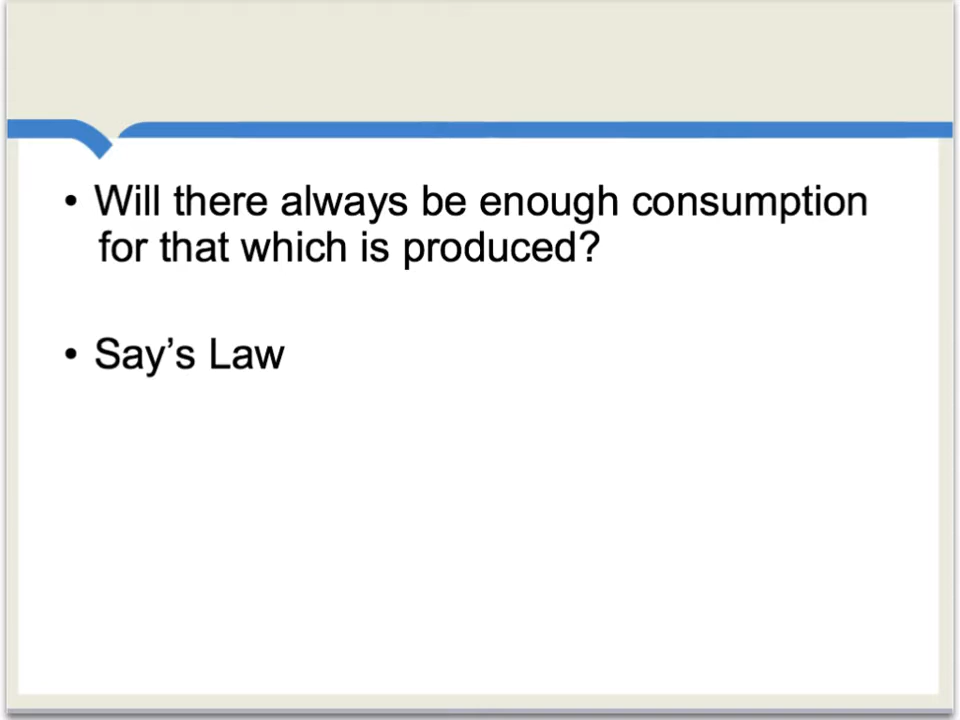 • Will there always be enough consumption
for that which is produced?
• Say’s Law